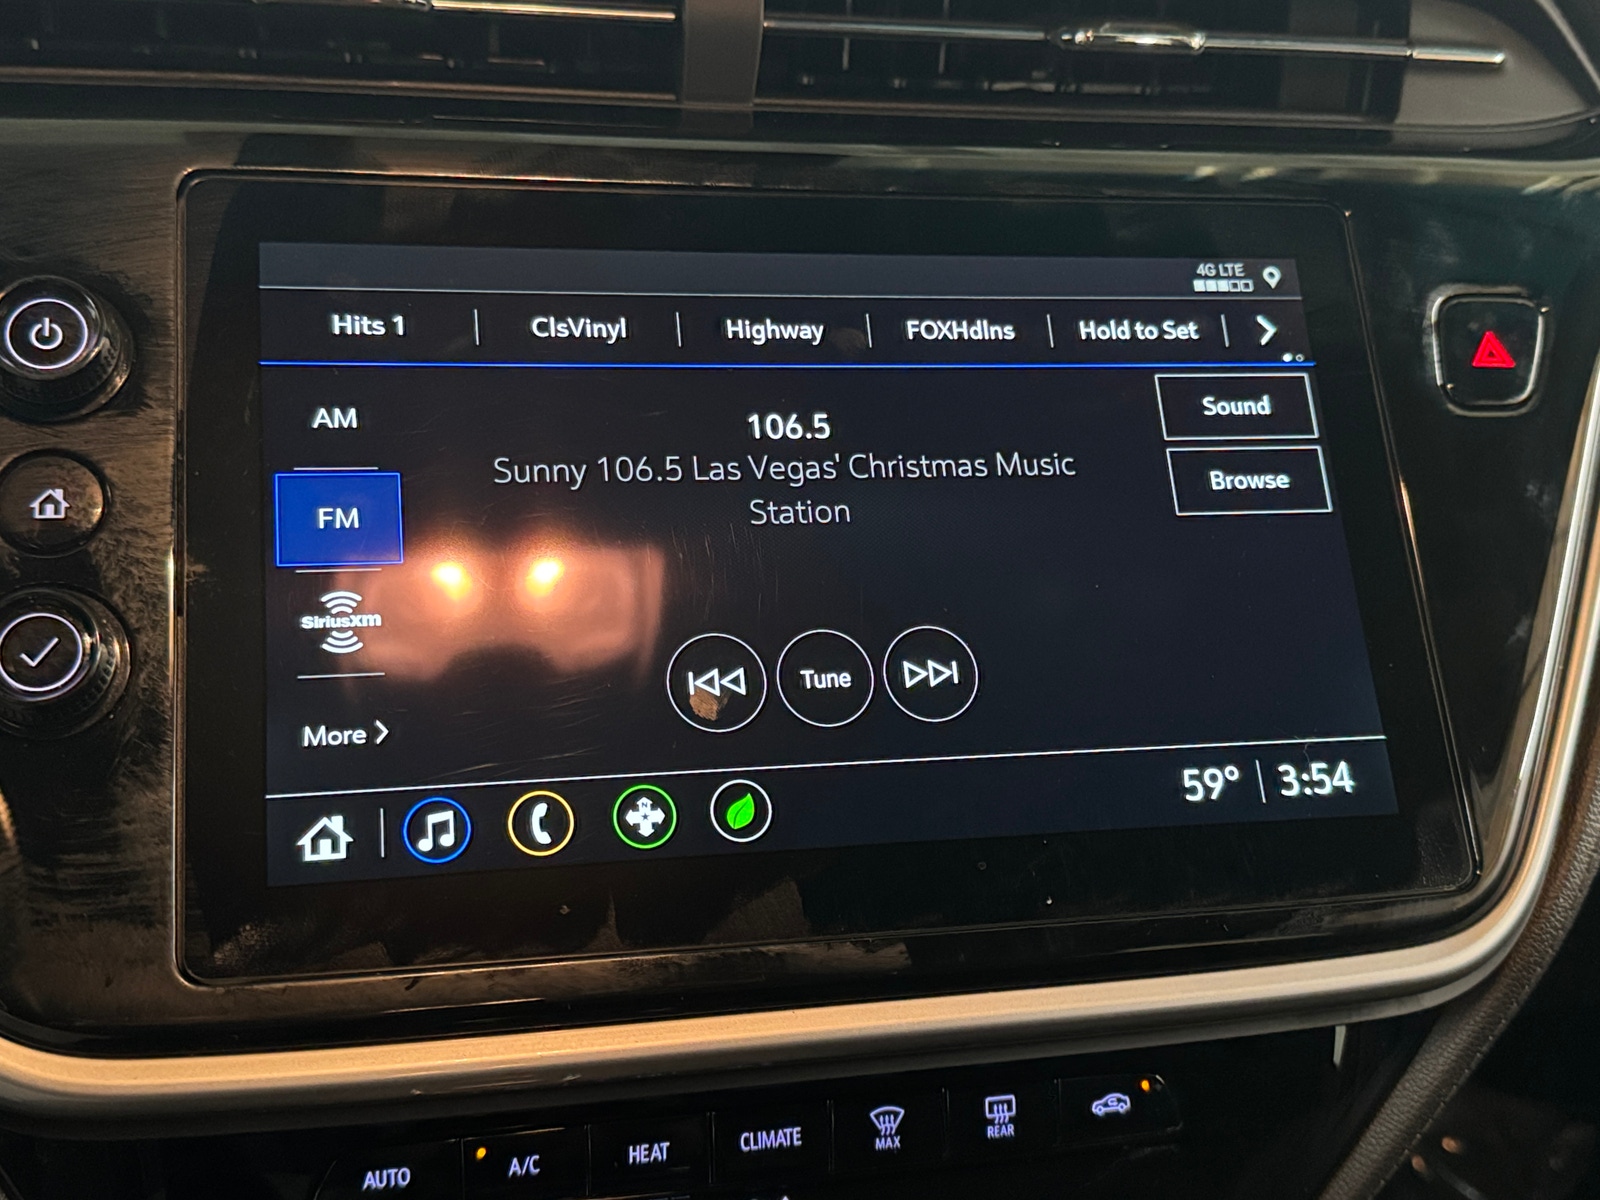 4G LTE
Hits 1 | ClsVinyl | Highway | FOXHdlns | Hold to Set |
AM
106.5
Sound
Sunny 106.5 Las Vegas' Christmas Music
Station
Browse
FM
SiriusXm
Tune
More
59° | 3:54
N
AUTO
A/C
HEAT
CLIMATE
MAX
REAR